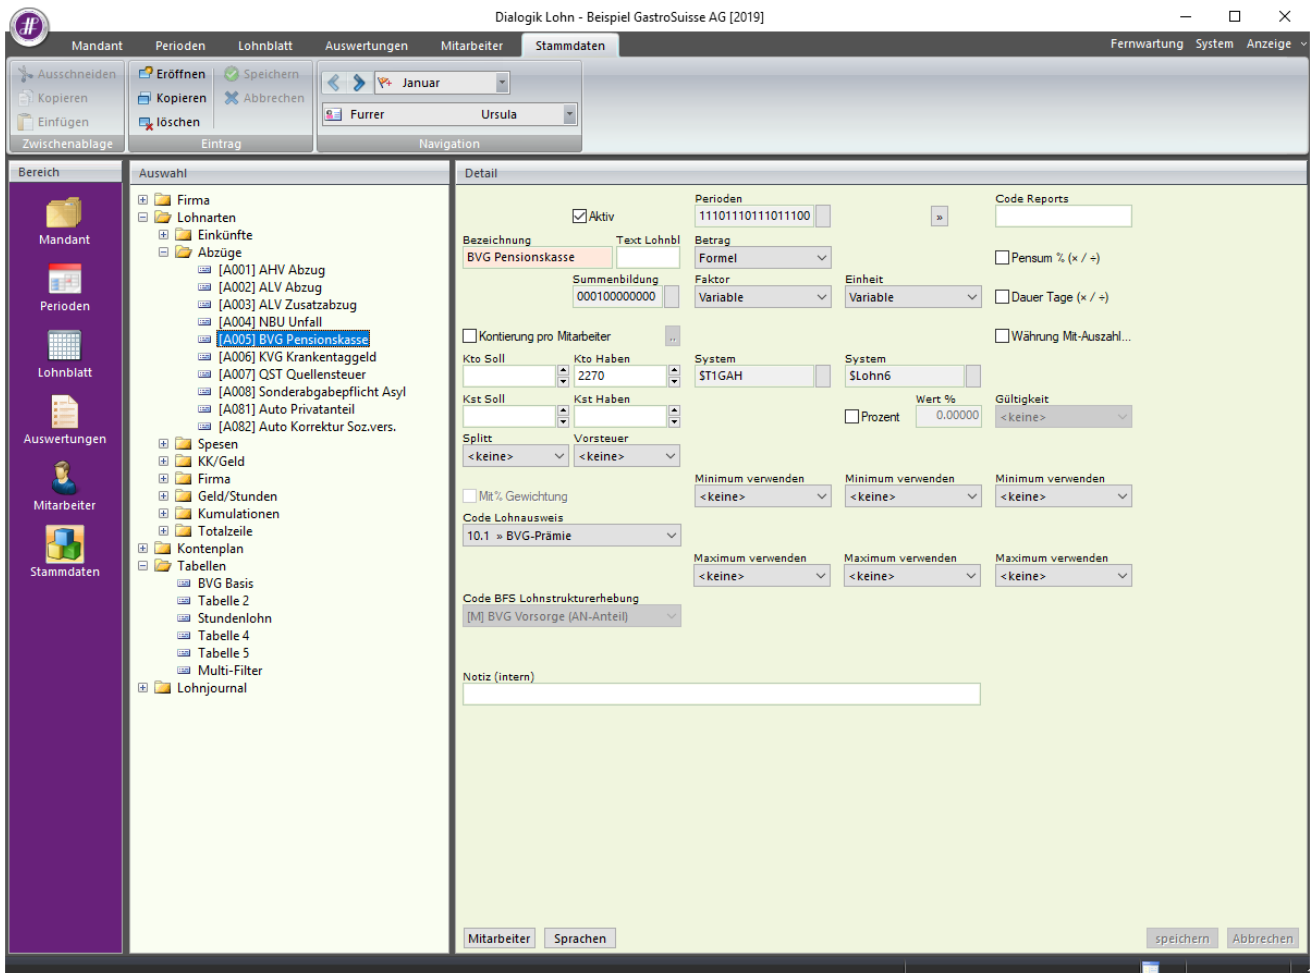 Dialogik Lohn - Beispiel GastroSuisse AG [2019]
Mandant Perioden Lohnblatt Auswertungen Mitarbeiter Stammdaten Fernwartung System Anzeige
Ausschneiden Eröffnen Speichern
Januar
Kopieren Kopieren Abbrechen
Einfügen löschen Furrer Ursula
Zwischenablage Eintrag Navigation
Bereich
Mandant
Perioden
Lohnblatt
Auswertungen
Mitarbeiter
Stammdaten
Auswahl
Firma
Lohnarten
Einkünfte
Abzüge
[A001] AHV Abzug
[A002] ALV Abzug
[A003] ALV Zusatzabzug
[A004] NBU Unfall
[A005] BVG Pensionskasse
[A006] KVG Krankentaggeld
[A007] QST Quellensteuer
[A008] Sonderabgabepflicht Asyl
[A081] Auto Privatanteil
[A082] Auto Korrektur Soz.vers.
Spesen
KK/Geld
Firma
Geld/Stunden
Kumulationen
Totalzeile
Kontenplan
Tabellen
BVG Basis
Tabelle 2
Stundenlohn
Tabelle 4
Tabelle 5
Multi-Filter
Lohnjournal
Detail
Perioden Code Reports
Aktiv 11101110111011100 »
Bezeichnung Text Lohnbl Betrag
BVG Pensionskasse Formel Pensum % (× / ÷)
Summenbildung Faktor Einheit
000100000000 Variable Variable Dauer Tage (× / ÷)
Kontierung pro Mitarbeiter .. Währung Mit-Auszahl...
Kto Soll Kto Haben System System
2270 $T1GAH $Lohn6
Kst Soll Kst Haben Wert % Gültigkeit
Prozent 0.00000 <keine>
Splitt Vorsteuer
<keine> <keine>
Minimum verwenden Minimum verwenden Minimum verwenden
Mit% Gewichtung <keine> <keine> <keine>
Code Lohnausweis
10.1 » BVG-Prämie
Maximum verwenden Maximum verwenden Maximum verwenden
<keine> <keine> <keine>
Code BFS Lohnstrukturerhebung
[M] BVG Vorsorge (AN-Anteil)
Notiz (intern)
Mitarbeiter Sprachen speichern Abbrechen